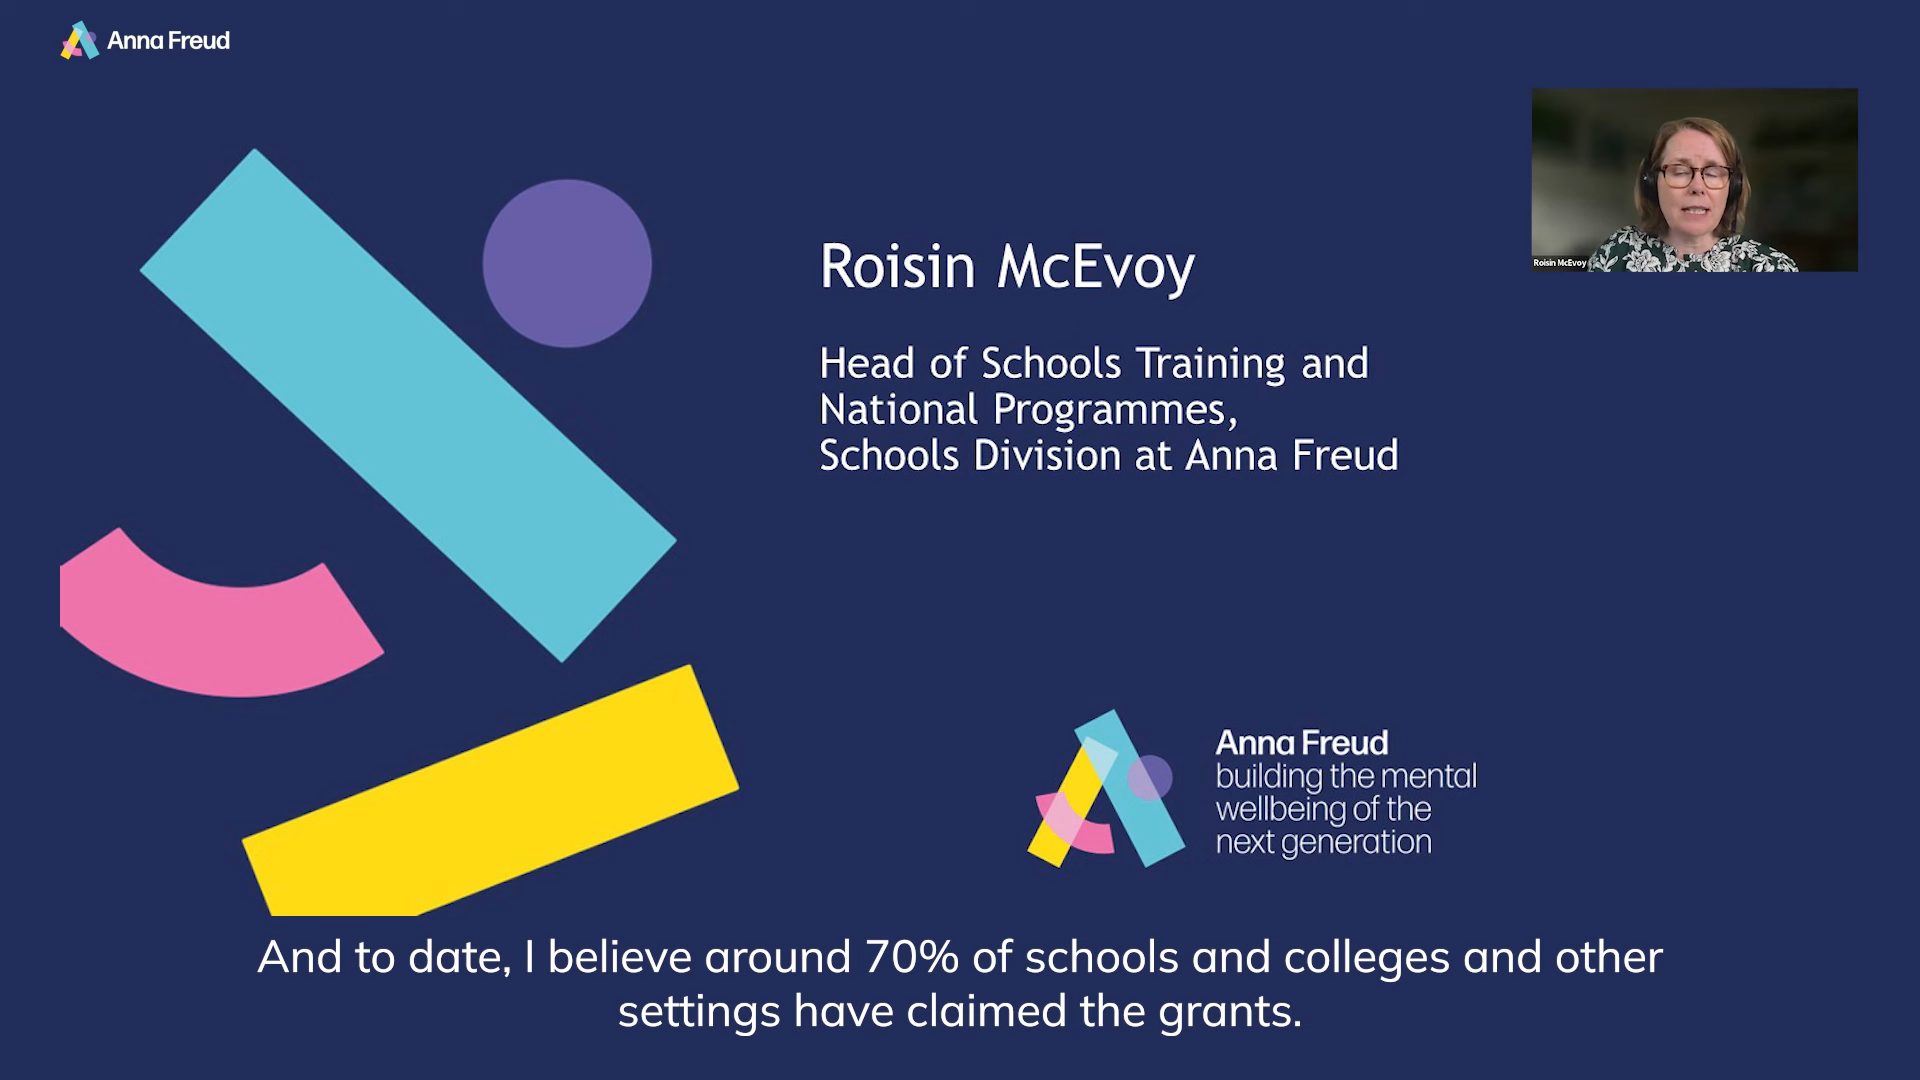 Anna Freud
Roisin McEvoy
Roisin McEvoy
Head of Schools Training and
National Programmes,
Schools Division at Anna Freud
Anna Freud
building the mental
wellbeing of the
next generation
And to date, I believe around 70% of schools and colleges and other
settings have claimed the grants.